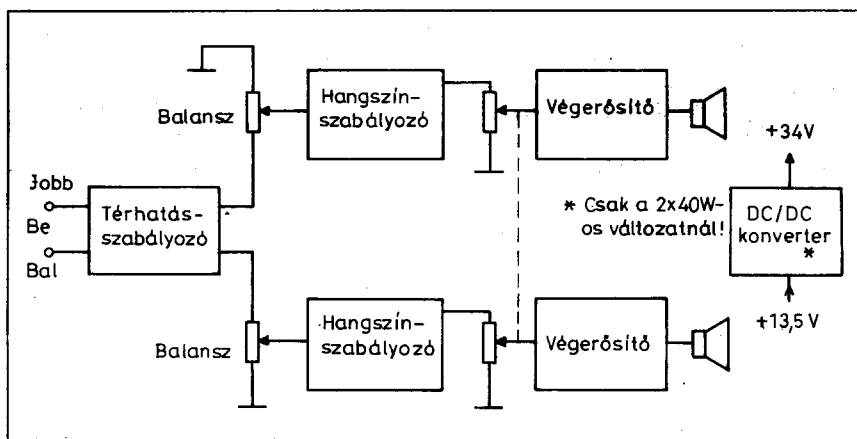 Balansz
Hangszín-
szabályozó
Végerősítő
+34V
Jobb
Be
Bal
Térhatás-
szabályozó
* Csak a 2x40W-
os változatnál!
DC/DC
konverter
*
+13,5V
Balansz
Hangszín-
szabályozó
Végerősítő